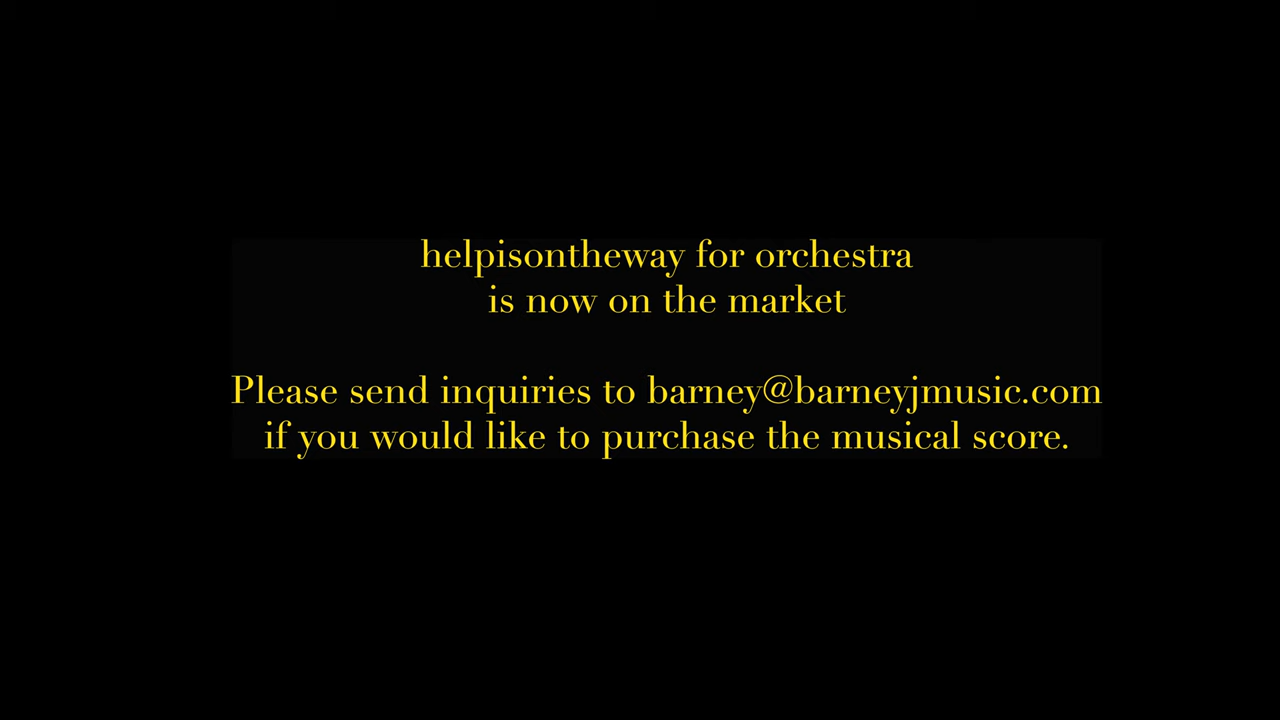 helpisontheway for orchestra
is now on the market
Please send inquiries to barney@barneyjmusic.com
if you would like to purchase the musical score.